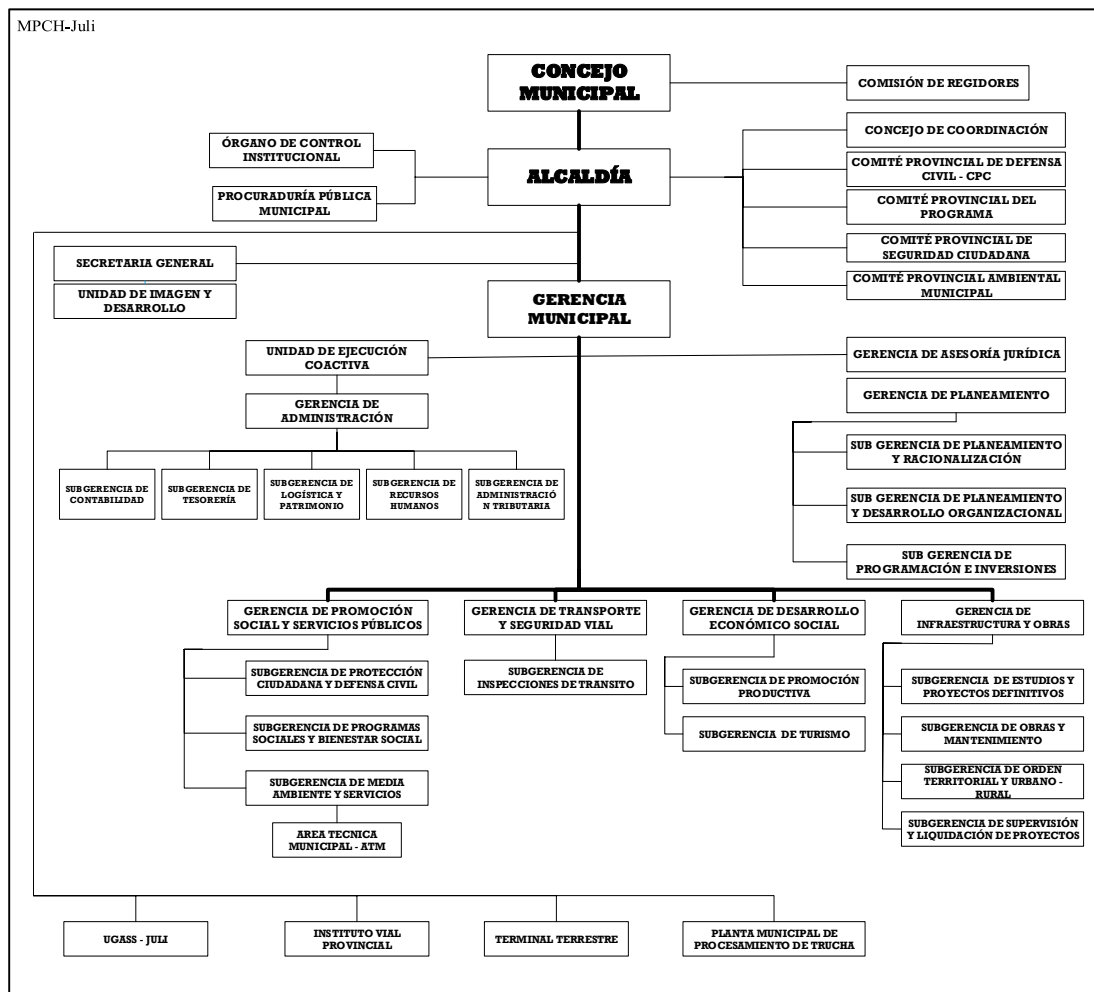 MPCH-Juli
CONCEJO
MUNICIPAL
COMISIÓN DE REGIDORES
ÓRGANO DE CONTROL
INSTITUCIONAL
PROCURADURÍA PÚBLICA
MUNICIPAL
ALCALDÍA
CONCEJO DE COORDINACIÓN
COMITÉ PROVINCIAL DE DEFENSA
CIVIL - CPC
COMITÉ PROVINCIAL DEL
PROGRAMA
COMITÉ PROVINCIAL DE
SEGURIDAD CIUDADANA
COMITÉ PROVINCIAL AMBIENTAL
MUNICIPAL
SECRETARIA GENERAL
UNIDAD DE IMAGEN Y
DESARROLLO
GERENCIA
MUNICIPAL
UNIDAD DE EJECUCIÓN
COACTIVA
GERENCIA DE ASESORÍA JURÍDICA
GERENCIA DE
ADMINISTRACIÓN
GERENCIA DE PLANEAMIENTO
SUBGERENCIA DE
CONTABILIDAD
SUBGERENCIA DE
TESORERÍA
SUBGERENCIA DE
LOGÍSTICA Y
PATRIMONIO
SUBGERENCIA DE
RECURSOS
HUMANOS
SUBGERENCIA DE
ADMINISTRACIÓ
N TRIBUTARIA
SUB GERENCIA DE PLANEAMIENTO
Y RACIONALIZACIÓN
SUB GERENCIA DE PLANEAMIENTO
Y DESARROLLO ORGANIZACIONAL
SUB GERENCIA DE
PROGRAMACIÓN E INVERSIONES
GERENCIA DE PROMOCIÓN
SOCIAL Y SERVICIOS PÚBLICOS
SUBGERENCIA DE PROTECCIÓN
CIUDADANA Y DEFENSA CIVIL
SUBGERENCIA DE PROGRAMAS
SOCIALES Y BIENESTAR SOCIAL
SUBGERENCIA DE MEDIA
AMBIENTE Y SERVICIOS
AREA TECNICA
MUNICIPAL - ATM
GERENCIA DE TRANSPORTE
Y SEGURIDAD VIAL
SUBGERENCIA DE
INSPECCIONES DE TRANSITO
GERENCIA DE DESARROLLO
ECONÓMICO SOCIAL
SUBGERENCIA DE PROMOCIÓN
PRODUCTIVA
SUBGERENCIA DE TURISMO
GERENCIA DE
INFRAESTRUCTURA Y OBRAS
SUBGERENCIA DE ESTUDIOS Y
PROYECTOS DEFINITIVOS
SUBGERENCIA DE OBRAS Y
MANTENIMIENTO
SUBGERENCIA DE ORDEN
TERRITORIAL Y URBANO -
RURAL
SUBGERENCIA DE SUPERVISIÓN
Y LIQUIDACIÓN DE PROYECTOS
UGASS - JULI
INSTITUTO VIAL
PROVINCIAL
TERMINAL TERRESTRE
PLANTA MUNICIPAL DE
PROCESAMIENTO DE TRUCHA